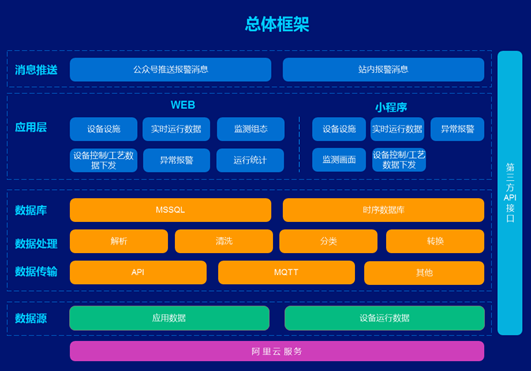 总体框架
消息推送
公众号推送报警消息
站内报警消息
应用层
WEB
设备设施
实时运行数据
监测组态
设备控制/工艺数
据下发
异常报警
运行统计
小程序
设备设施
实时运行数据
异常报警
监测画面
设备控制/工艺
数据下发
数据库
MSSQL
时序数据库
数据处理
解析
清洗
分类
转换
数据传输
API
MQTT
其他
数据源
应用数据
设备运行数据
阿里云 服务
第三方API接口